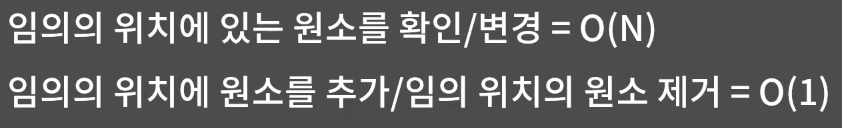 임의의 위치에 있는 원소를 확인/변경 = O(N)
임의의 위치에 원소를 추가/임의 위치의 원소 제거 = O(1)